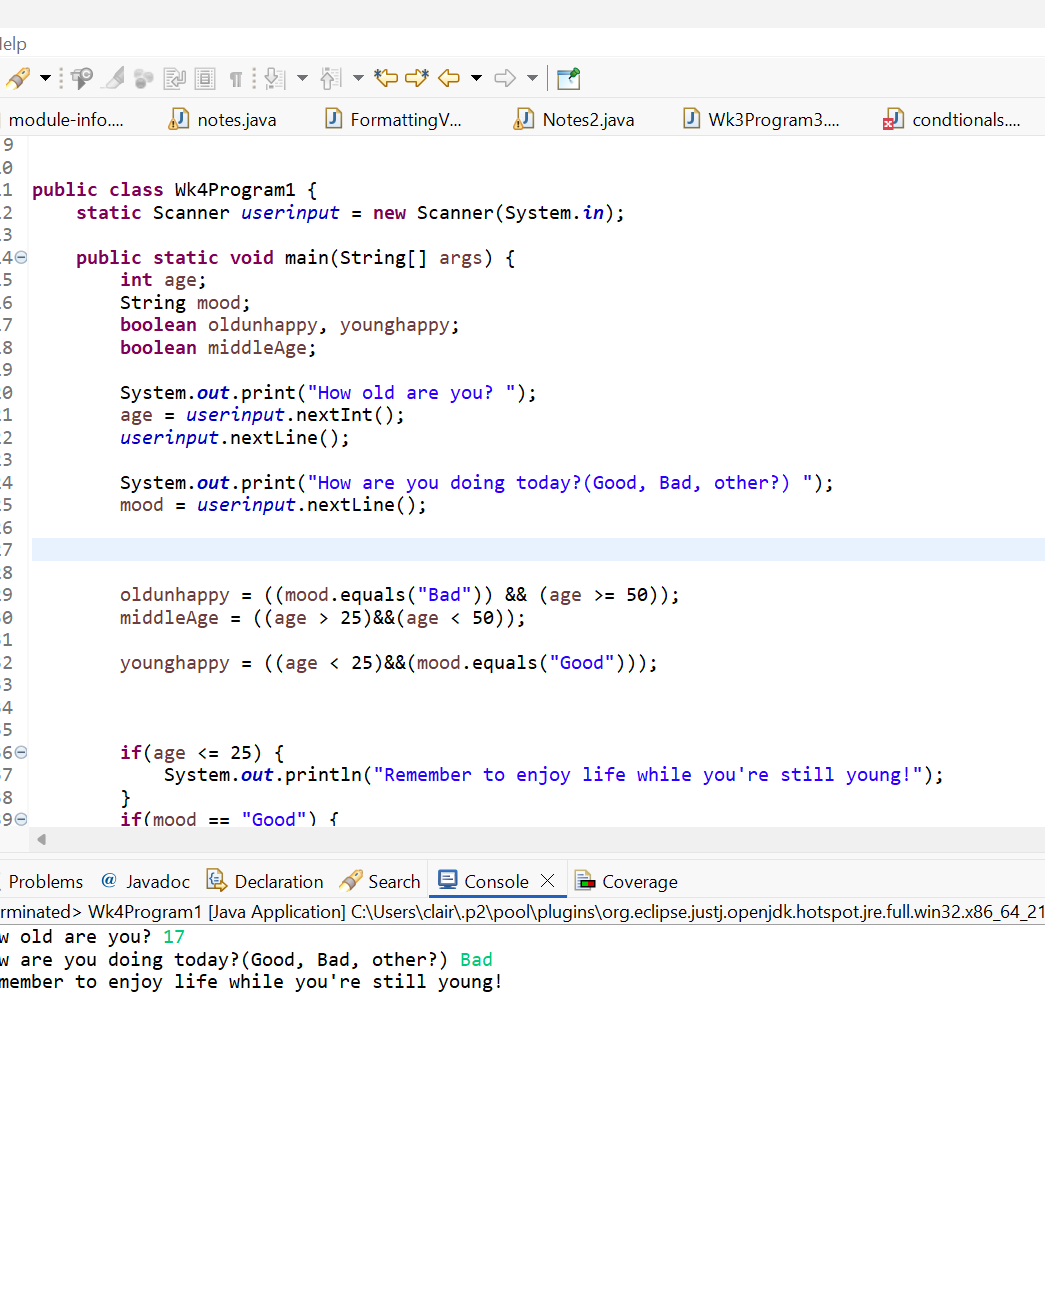 elp
module-info.... notes.java FormattingV... Notes2.java Wk3Program3.... condtionals....
9
0
1 public class Wk4Program1 {
2 static Scanner userinput = new Scanner(System.in);
3
4 public static void main(String[] args) {
5 int age;
6 String mood;
7 boolean oldunhappy, younghappy;
8 boolean middleAge;
9
0 System.out.print("How old are you? ");
1 age = userinput.nextInt();
2 userinput.nextLine();
3
4 System.out.print("How are you doing today?(Good, Bad, other?) ");
5 mood = userinput.nextLine();
6
7
8
9 oldunhappy = ((mood.equals("Bad")) && (age >= 50));
0 middleAge = ((age > 25)&&(age < 50));
1
2 younghappy = ((age < 25)&&(mood.equals("Good")));
3
4
5
6 if(age <= 25) {
7 System.out.println("Remember to enjoy life while you're still young!");
8 }
9 if(mood == "Good") {
Problems @ Javadoc Declaration Search Console Coverage
rminated> Wk4Program1 [Java Application] C:\Users\clair\.p2\pool\plugins\org.eclipse.justj.openjdk.hotspot.jre.full.win32.x86_64_21
w old are you? 17
w are you doing today?(Good, Bad, other?) Bad
member to enjoy life while you're still young!